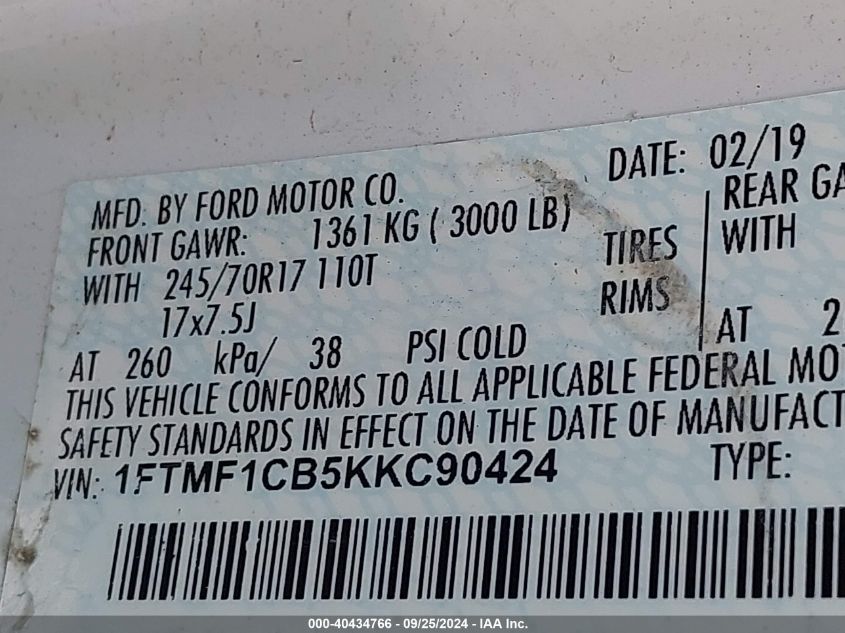 DATE: 02/19
MFD. BY FORD MOTOR CO.
FRONT GAWR: 1361 KG ( 3000 LB)
REAR GA
WITH 245/70R17 110T TIRES
WITH
17x7.5J RIMS
AT 260 kPa/ 38 PSI COLD
AT 2
THIS VEHICLE CONFORMS TO ALL APPLICABLE FEDERAL MOT
SAFETY STANDARDS IN EFFECT ON THE DATE OF MANUFACT
VIN: 1FTMF1CB5KKC90424 TYPE:
000-40434766 - 09/25/2024 - IAA Inc.